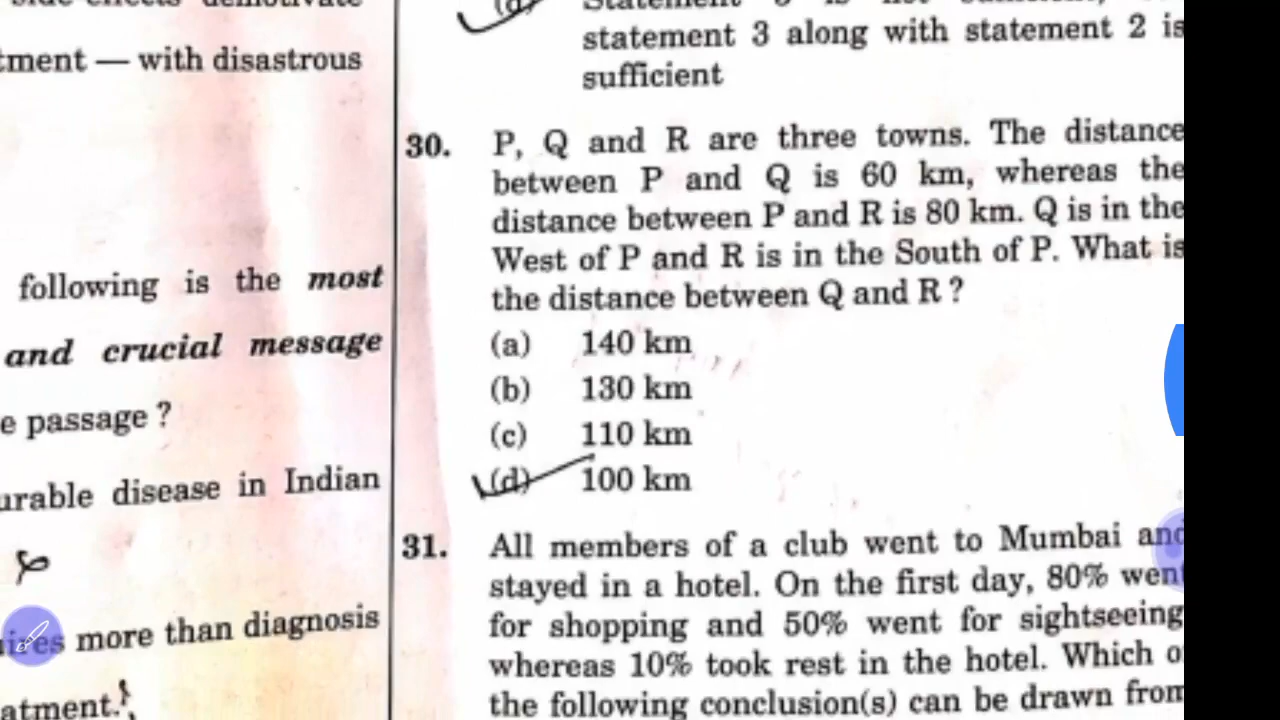 tment — with disastrous
following is the most
and crucial message
e passage ?
urable disease in Indian
more than diagnosis
atment.
statement 3 along with statement 2 is
sufficient
30. P, Q and R are three towns. The distance
between P and Q is 60 km, whereas the
distance between P and R is 80 km. Q is in the
West of P and R is in the South of P. What is
the distance between Q and R ?
(a) 140 km
(b) 130 km
(c) 110 km
(d) 100 km
31. All members of a club went to Mumbai and
stayed in a hotel. On the first day, 80% went
for shopping and 50% went for sightseeing
whereas 10% took rest in the hotel. Which o
the following conclusion(s) can be drawn from